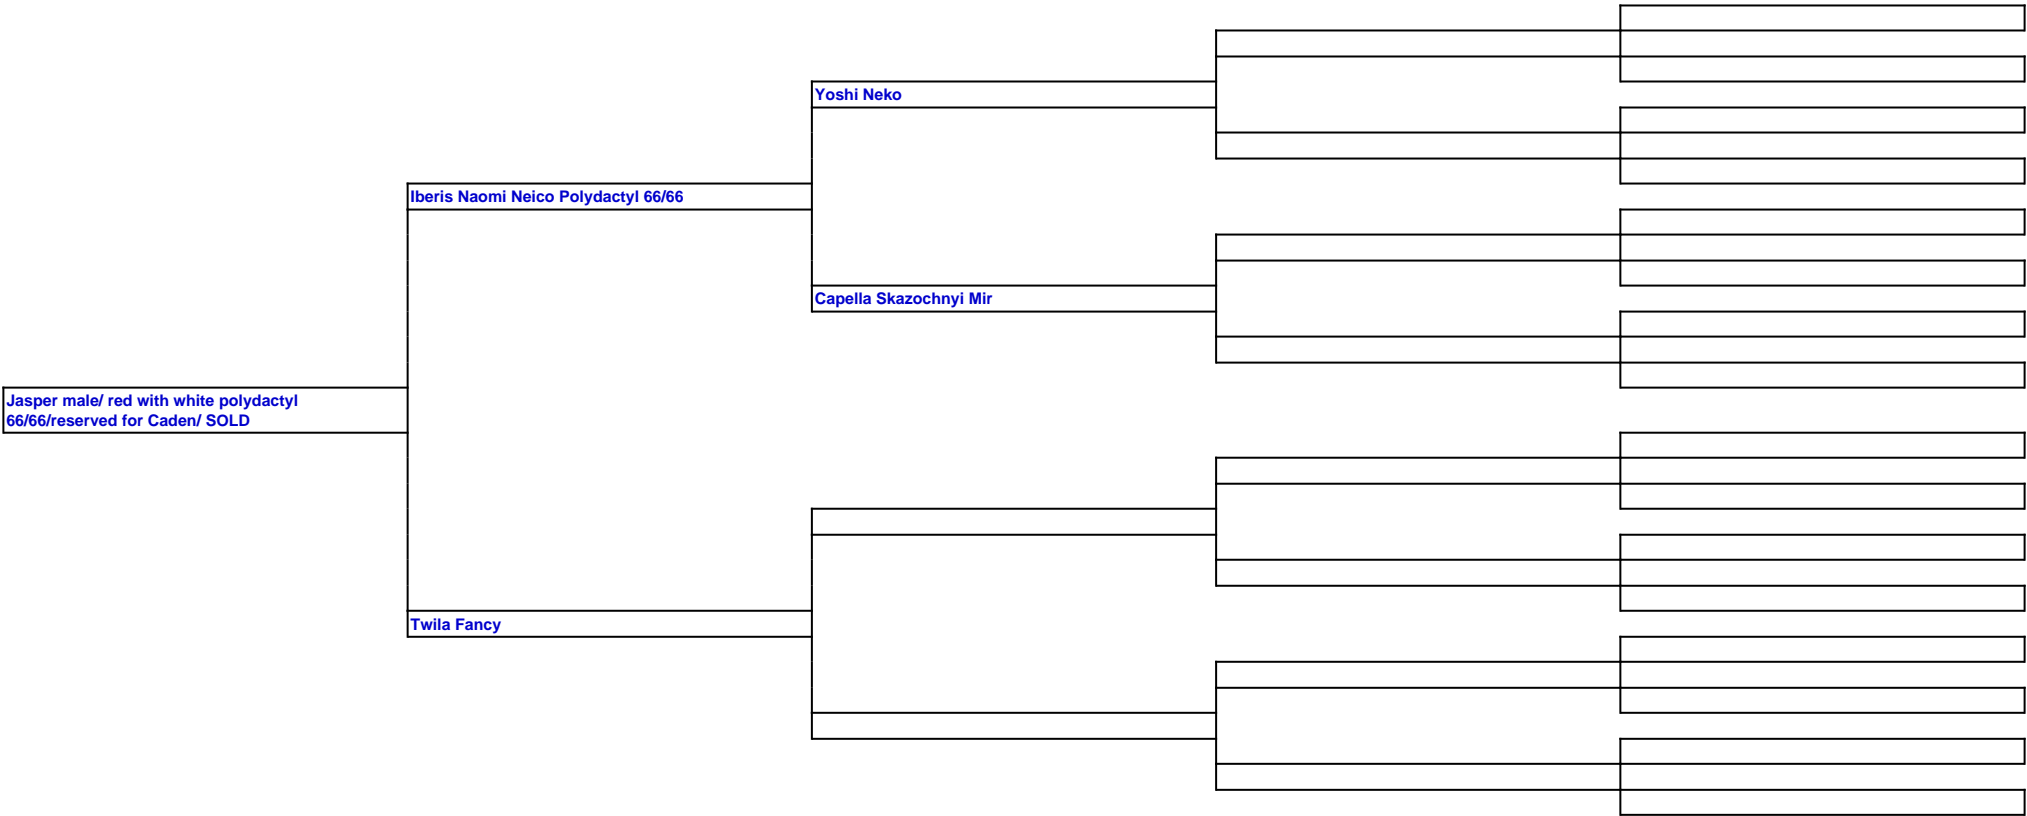 Yoshi Neko
Iberis Naomi Neico Polydactyl 66/66
Capella Skazochnyi Mir
Jasper male/ red with white polydactyl
66/66/reserved for Caden/ SOLD
Twila Fancy